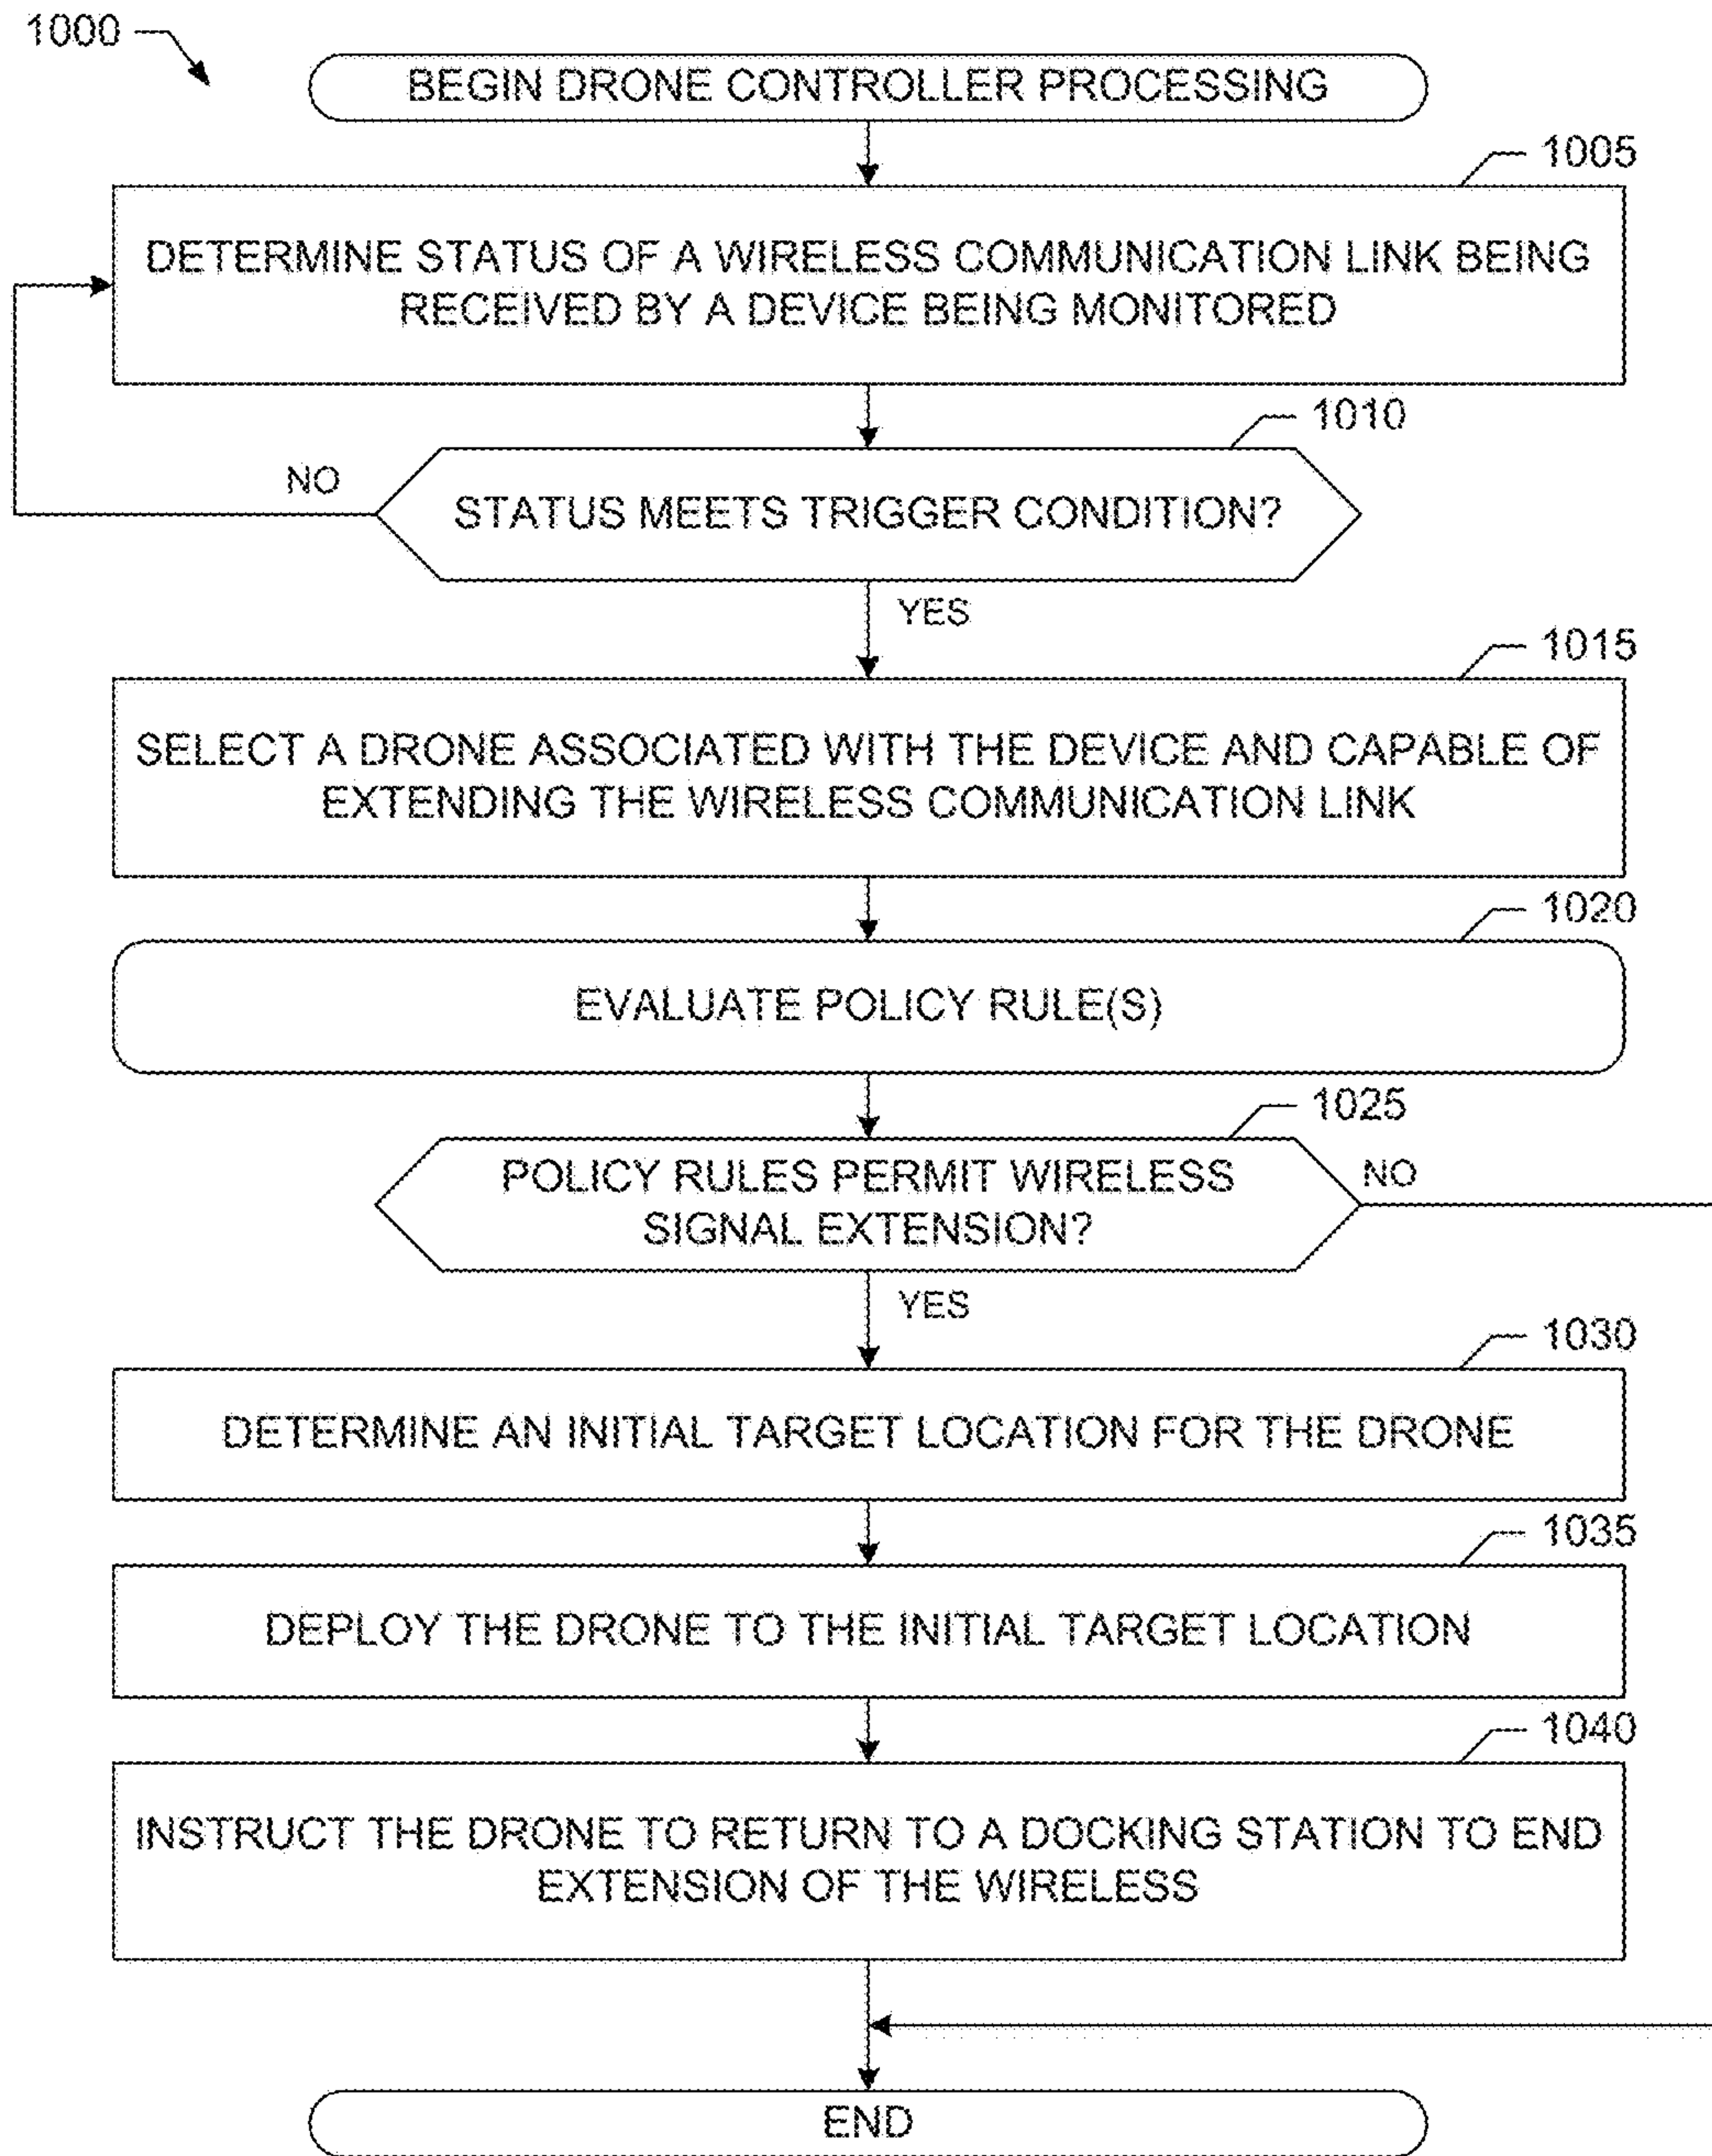 1000
BEGIN DRONE CONTROLLER PROCESSING
1005
DETERMINE STATUS OF A WIRELESS COMMUNICATION LINK BEING
RECEIVED BY A DEVICE BEING MONITORED
1010
NO
STATUS MEETS TRIGGER CONDITION?
YES
1015
SELECT A DRONE ASSOCIATED WITH THE DEVICE AND CAPABLE OF
EXTENDING THE WIRELESS COMMUNICATION LINK
1020
EVALUATE POLICY RULE(S)
1025
POLICY RULES PERMIT WIRELESS
SIGNAL EXTENSION?
NO
YES
1030
DETERMINE AN INITIAL TARGET LOCATION FOR THE DRONE
1035
DEPLOY THE DRONE TO THE INITIAL TARGET LOCATION
1040
INSTRUCT THE DRONE TO RETURN TO A DOCKING STATION TO END
EXTENSION OF THE WIRELESS
END